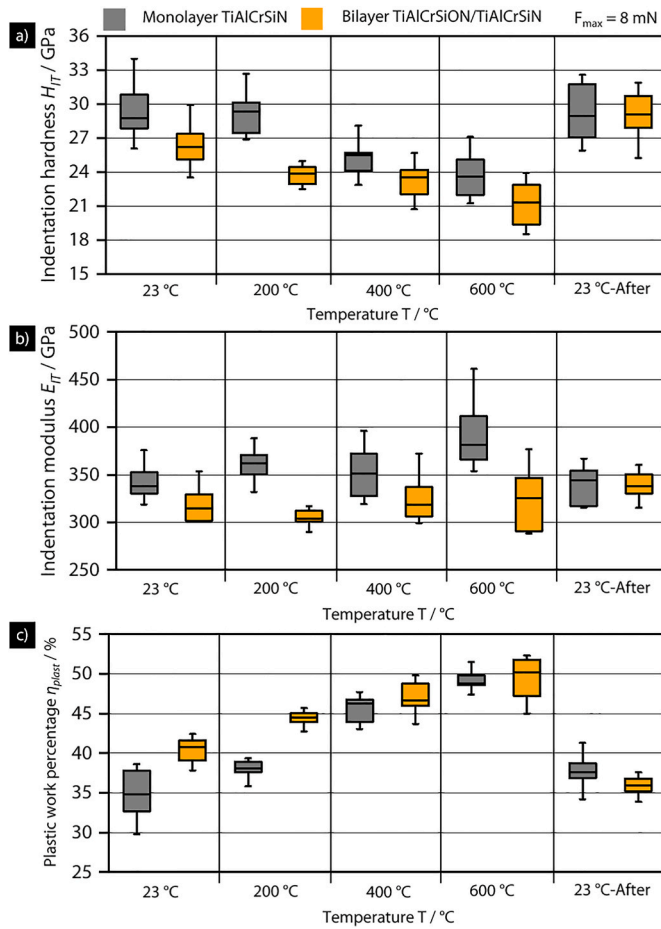 Monolayer TiAlCrSiN Bilayer TiAlCrSiON/TiAlCrSiN Fmax = 8 mN
a)
Indentation hardness HIT / GPa
36
33
30
27
24
21
18
15
23 °C 200 °C 400 °C 600 °C 23 °C-After
Temperature T / °C
b)
Indentation modulus EIT / GPa
500
450
400
350
300
250
23 °C 200 °C 400 °C 600 °C 23 °C-After
Temperature T / °C
c)
Plastic work percentage ηplast / %
55
50
45
40
35
30
25
23 °C 200 °C 400 °C 600 °C 23 °C-After
Temperature T / °C